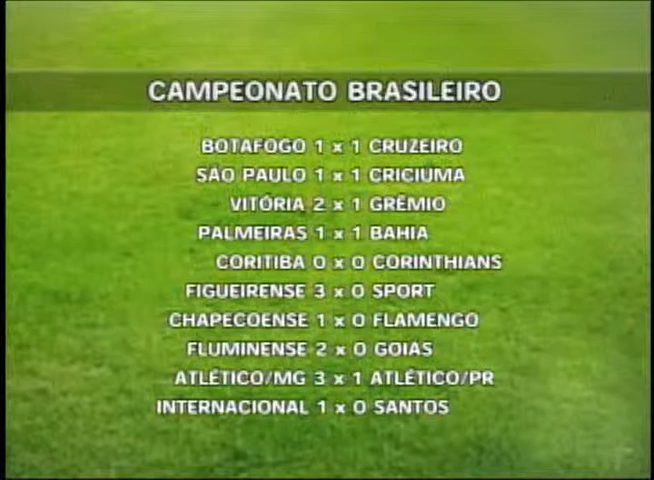 CAMPEONATO BRASILEIRO
BOTAFOGO 1 x 1 CRUZEIRO
SÃO PAULO 1 x 1 CRICIUMA
VITÓRIA 2 x 1 GRÊMIO
PALMEIRAS 1 x 1 BAHIA
CORITIBA 0 x 0 CORINTHIANS
FIGUEIRENSE 3 x 0 SPORT
CHAPECOENSE 1 x 0 FLAMENGO
FLUMINENSE 2 x 0 GOIAS
ATLÉTICO/MG 3 x 1 ATLÉTICO/PR
INTERNACIONAL 1 x 0 SANTOS